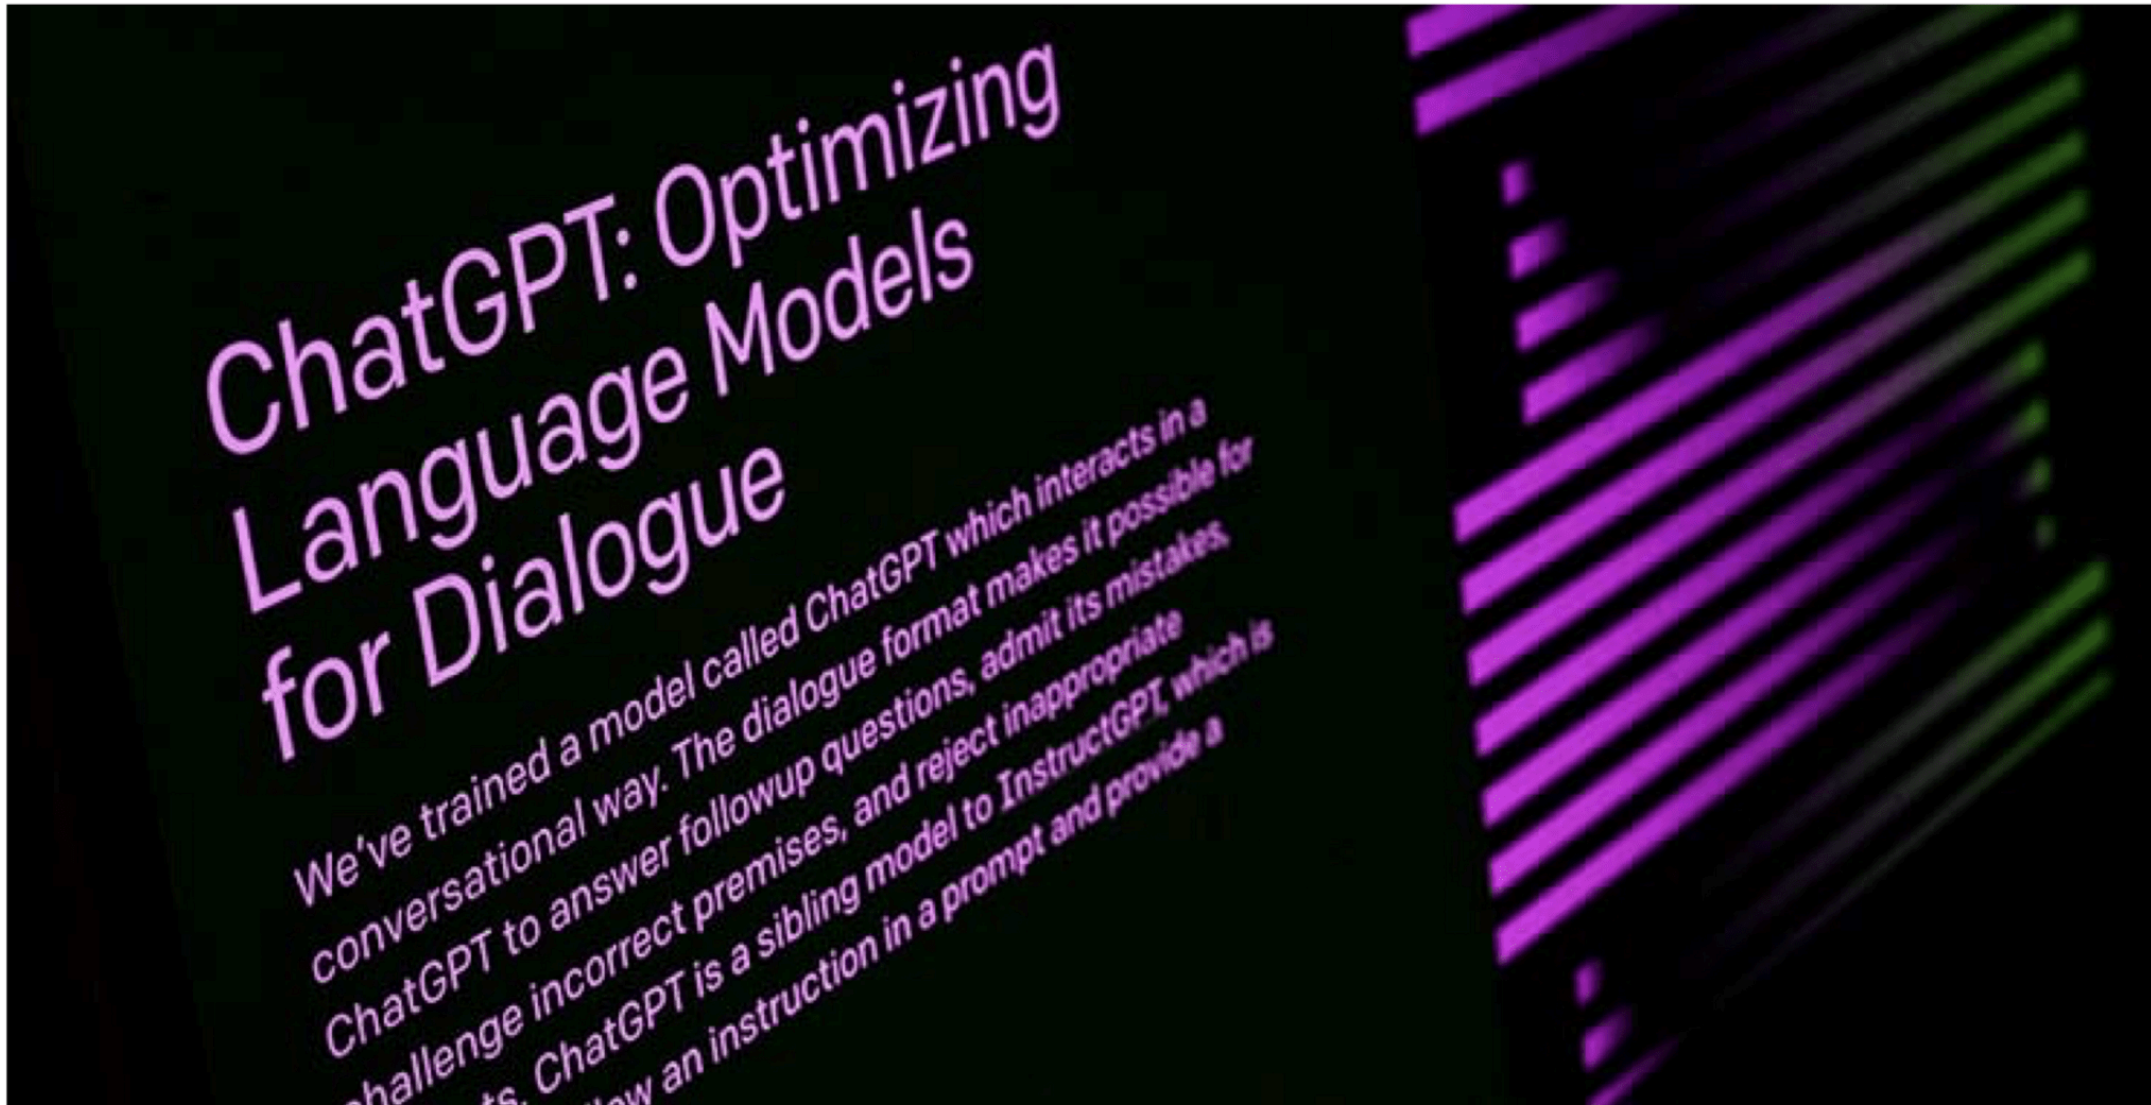 ChatGPT: Optimizing
Language Models
for Dialogue
We've trained a model called ChatGPT which interacts in a
conversational way. The dialogue format makes it possible for
ChatGPT to answer followup questions, admit its mistakes,
challenge incorrect premises, and reject inappropriate
ChatGPT is a sibling model to InstructGPT, which is
an instruction in a prompt and provide a